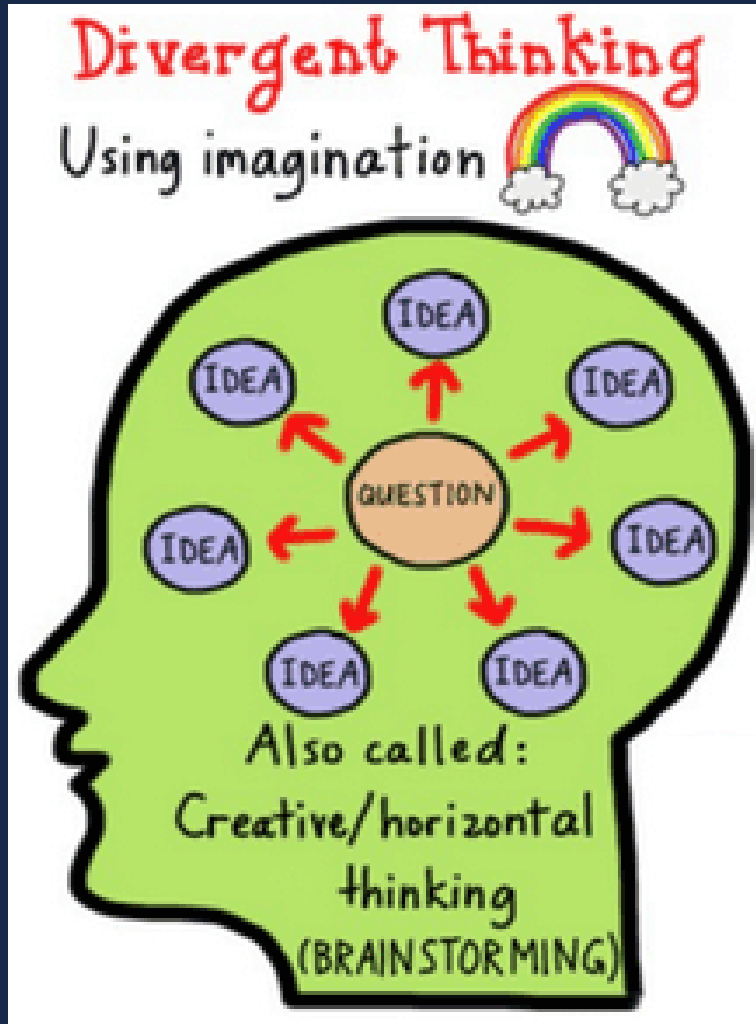 Divergent Thinking
Using imagination
IDEA
IDEA
IDEA
QUESTION
IDEA
IDEA
IDEA
IDEA
Also called:
Creative/horizontal
thinking
(BRAINSTORMING)